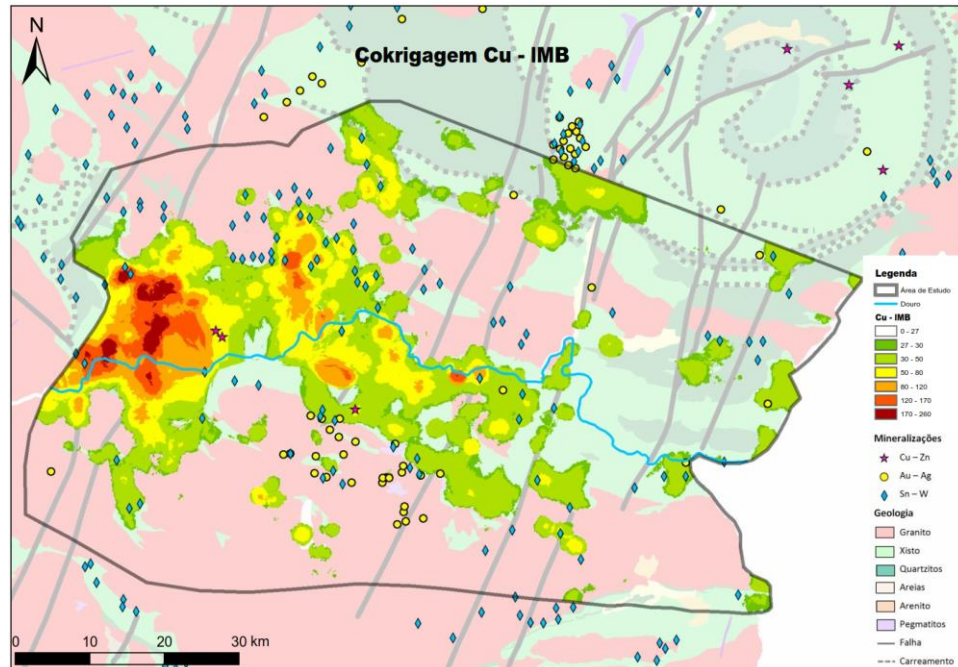 N
Cokrigagem Cu - IMB
Legenda
Área de Estudo
Douro
Cu - IMB
0 - 27
27 - 30
30 - 50
50 - 80
80 - 120
120 - 170
170 - 260
Mineralizações
Cu – Zn
Au – Ag
Sn – W
Geologia
Granito
Xisto
Quartzitos
Areias
Arenito
Pegmatitos
Falha
Carreamento
0 10 20 30 km